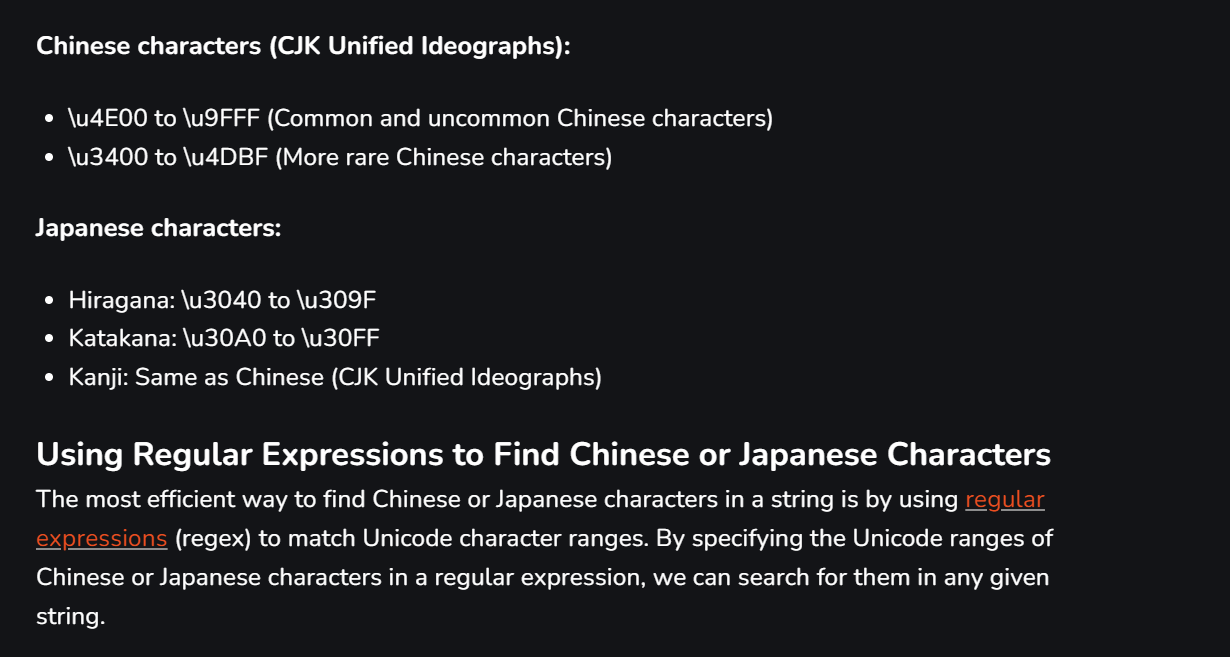 Chinese characters (CJK Unified Ideographs):
• \u4E00 to \u9FFF (Common and uncommon Chinese characters)
• \u3400 to \u4DBF (More rare Chinese characters)
Japanese characters:
• Hiragana: \u3040 to \u309F
• Katakana: \u30A0 to \u30FF
• Kanji: Same as Chinese (CJK Unified Ideographs)
Using Regular Expressions to Find Chinese or Japanese Characters
The most efficient way to find Chinese or Japanese characters in a string is by using regular
expressions (regex) to match Unicode character ranges. By specifying the Unicode ranges of
Chinese or Japanese characters in a regular expression, we can search for them in any given
string.